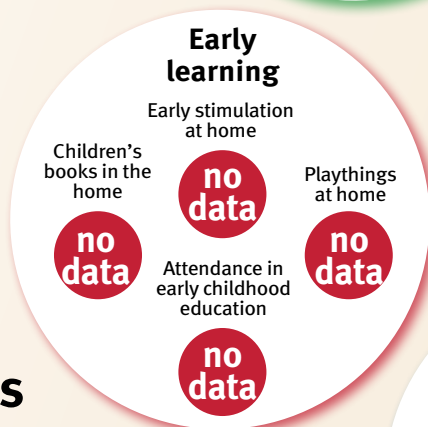 Early
learning
Early stimulation
at home
no
data
Children's
books in the
home
no
data
Playthings
at home
no
data
Attendance in
early childhood
education
no
data
s